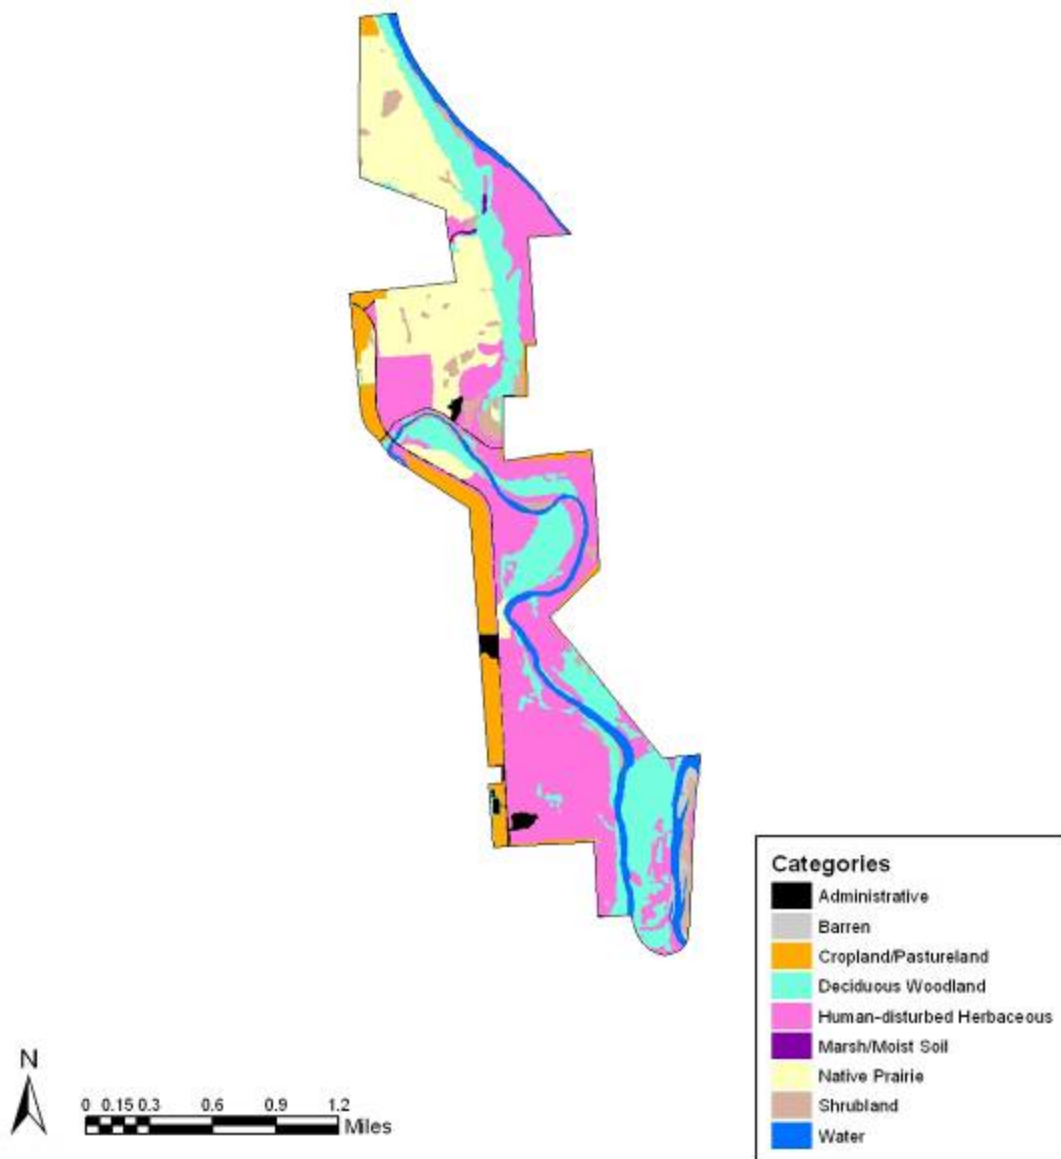 Categories
Administrative
Barren
Cropland/Pastureland
Deciduous Woodland
Human-disturbed Herbaceous
Marsh/Moist Soil
Native Prairie
Shrubland
Water
N
0 0.15 0.3 0.6 0.9 1.2
Miles